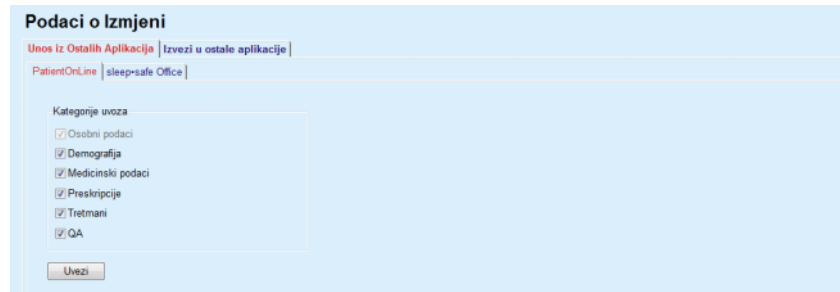 Podaci o Izmjeni
Unos iz Ostalih Aplikacija Izvezi u ostale aplikacije
PatientOnLine sleep•safe Office
Kategorije uvoza
Osobni podaci
Demografija
Medicinski podaci
Preskripcije
Tretmani
QA
Uvezi